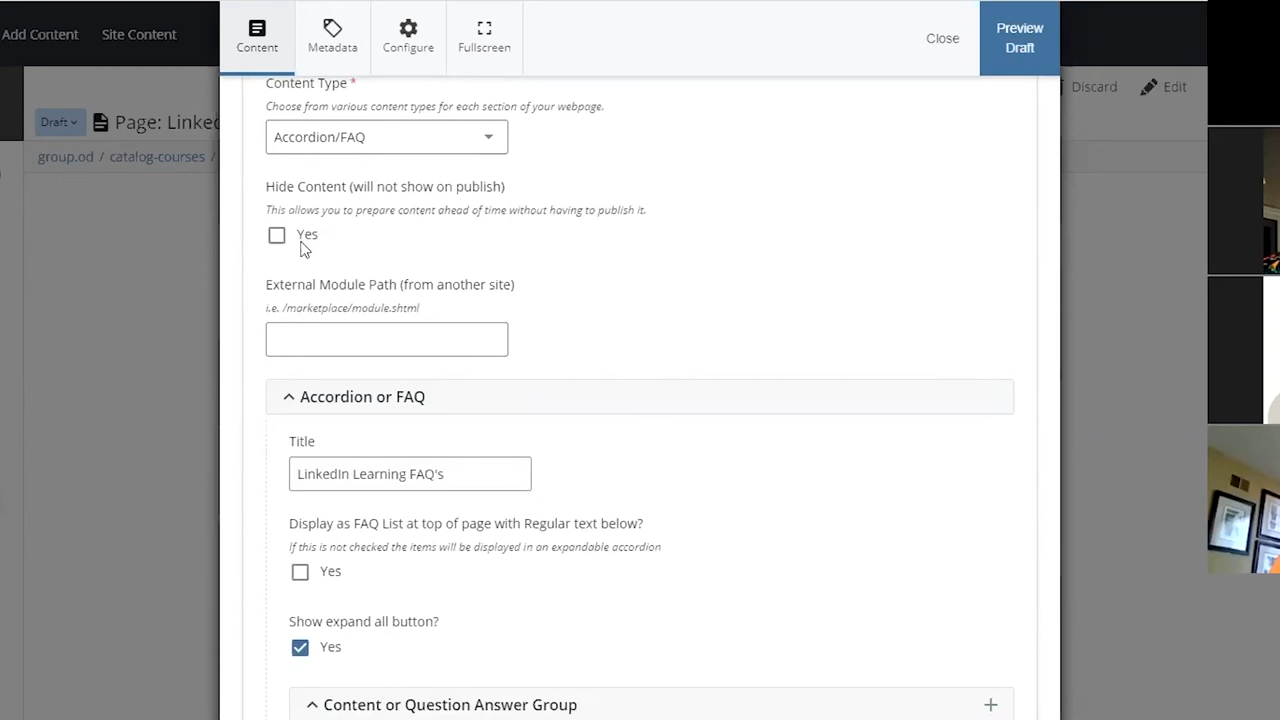 Add Content
Site Content
Content
Metadata
Configure
Fullscreen
Close
Preview
Draft
Discard
Edit
Draft
Page: Linked
group.od / catalog-courses /
Content Type *
Choose from various content types for each section of your webpage.
Accordion/FAQ
Hide Content (will not show on publish)
This allows you to prepare content ahead of time without having to publish it.
Yes
External Module Path (from another site)
i.e. /marketplace/module.shtml
Accordion or FAQ
Title
LinkedIn Learning FAQ's
Display as FAQ List at top of page with Regular text below?
If this is not checked the items will be displayed in an expandable accordion
Yes
Show expand all button?
Yes
Content or Question Answer Group